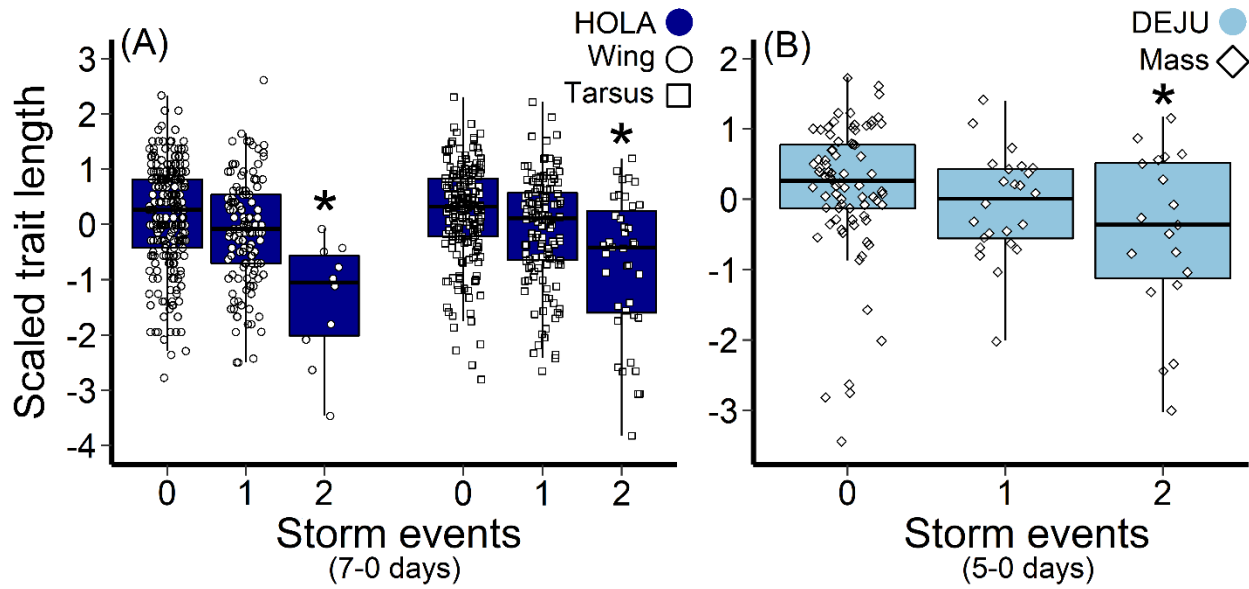 (A)
HOLA
Wing
Tarsus
Scaled trait length
3
2
1
0
-1
-2
-3
-4
*
*
0 1 2 0 1 2
Storm events
(7-0 days)
(B)
DEJU
Mass
2
1
0
-1
-2
-3
*
0 1 2
Storm events
(5-0 days)